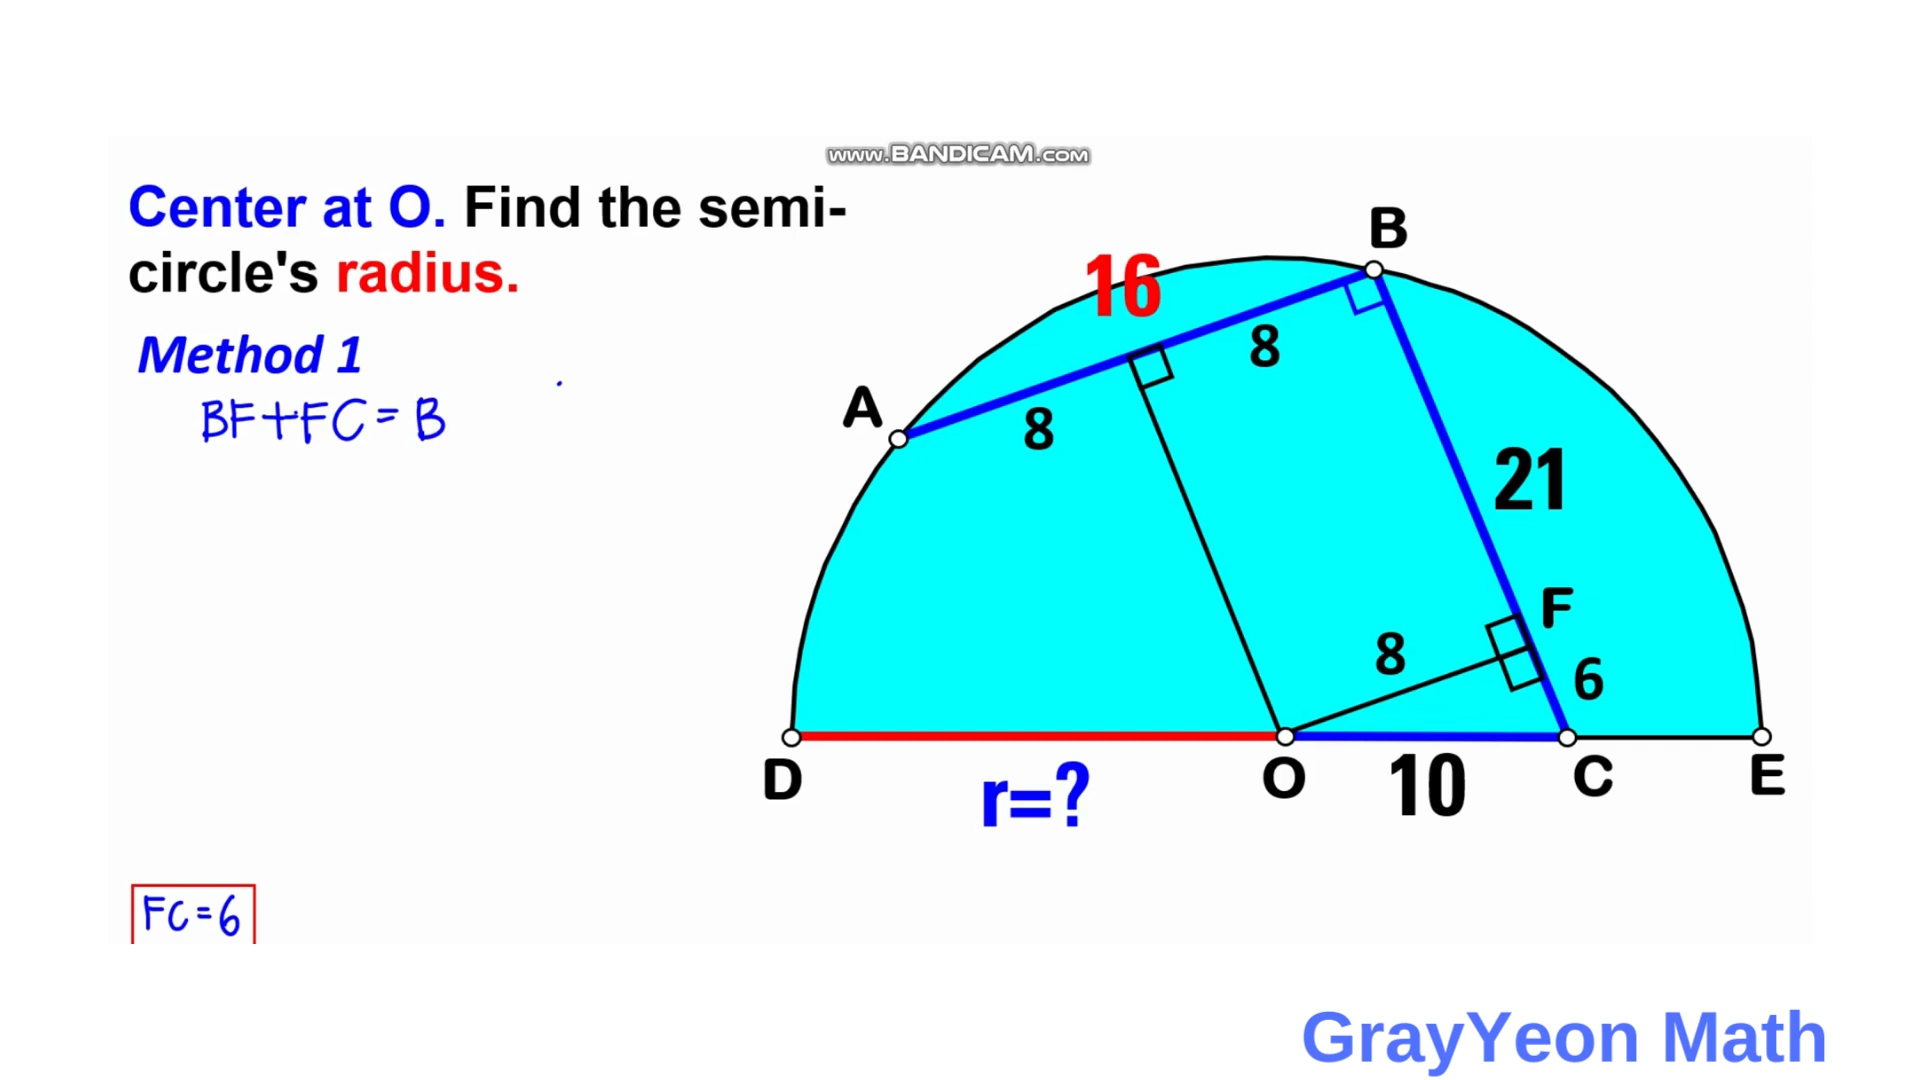 www.BANDICAM.com
Center at O. Find the semi-
circle's radius.
Method 1
BF+FC=B
B
16
8
A
8
21
F
8
6
D
r=?
O
10
C
E
FC=6
GrayYeon Math